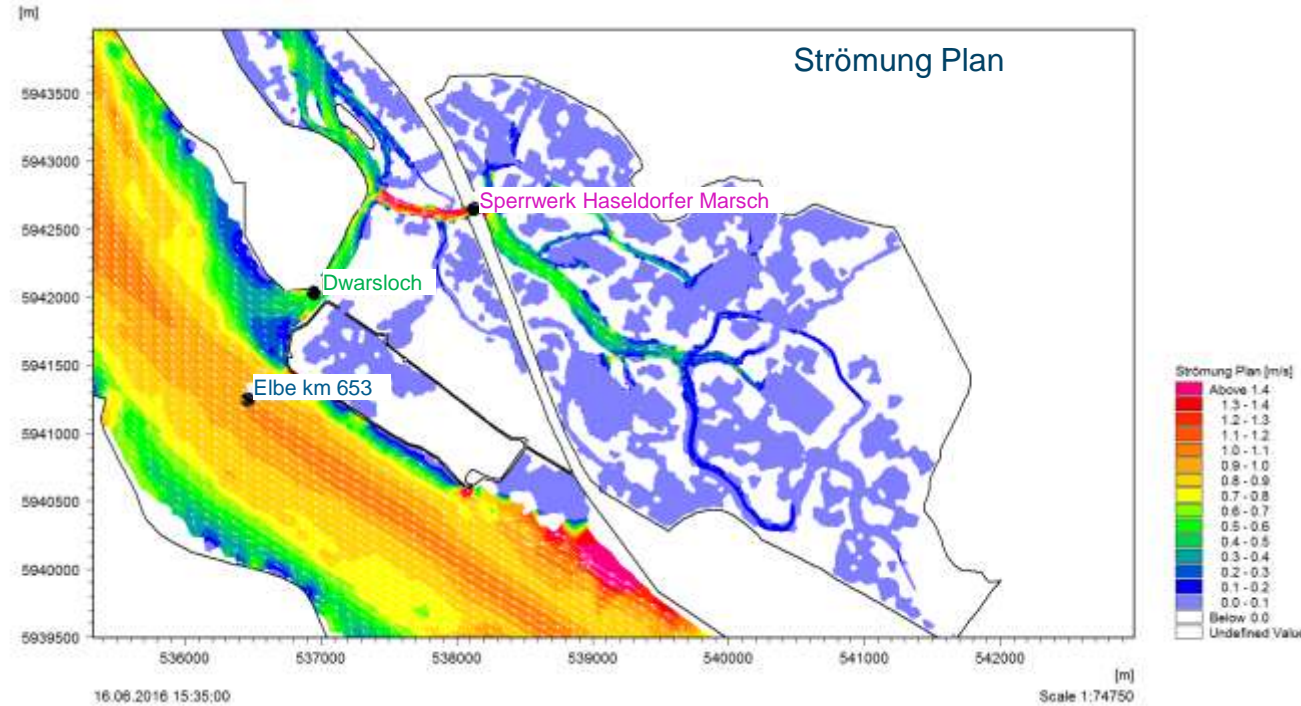 [m]
Strömung Plan
5943500
5943000
5942500
5942000
5941500
5941000
5940500
5940000
5939500
Sperrwerk Haseldorfer Marsch
Dwarsloch
Elbe km 653
Strömung Plan [m/s]
Above 1.4
1.3 - 1.4
1.2 - 1.3
1.1 - 1.2
1.0 - 1.1
0.9 - 1.0
0.8 - 0.9
0.7 - 0.8
0.6 - 0.7
0.5 - 0.6
0.4 - 0.5
0.3 - 0.4
0.2 - 0.3
0.1 - 0.2
0.0 - 0.1
Below 0.0
Undefined Value
536000 537000 538000 539000 540000 541000 542000
[m]
16.06.2016 15:35:00 Scale 1:74750